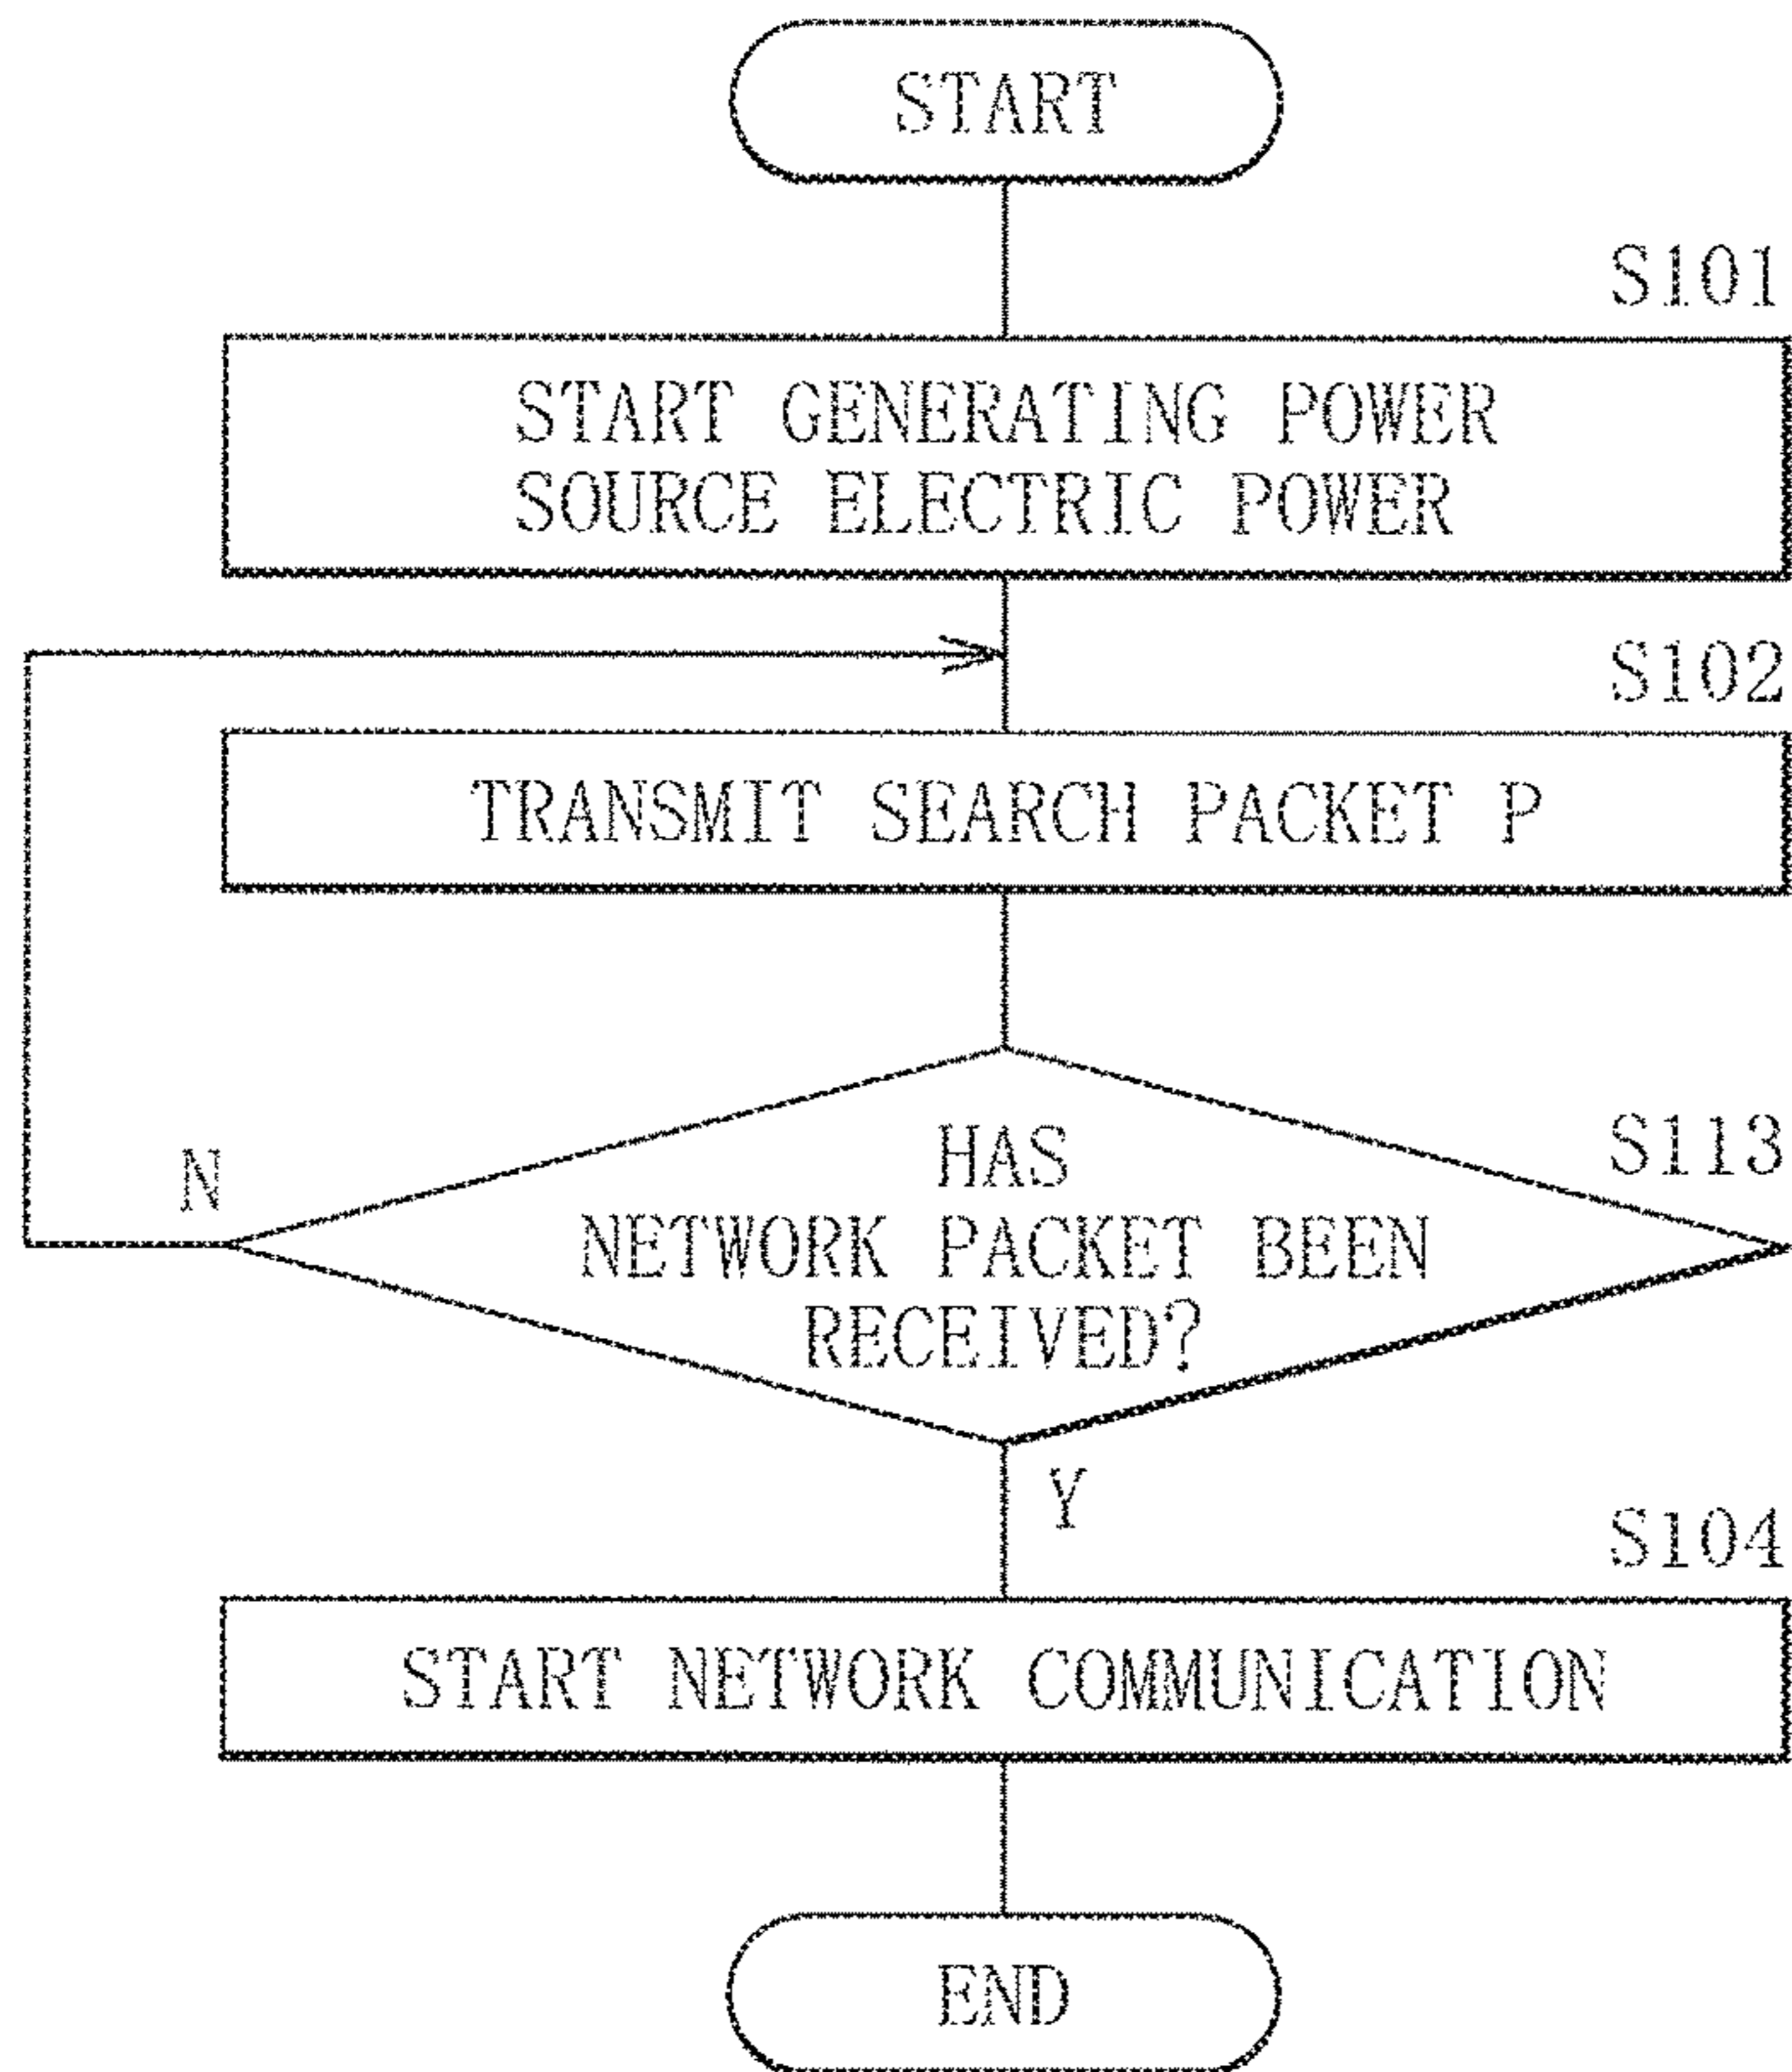 START
S101
START GENERATING POWER
SOURCE ELECTRIC POWER
S102
TRANSMIT SEARCH PACKET P
S113
HAS
N
NETWORK PACKET BEEN
RECEIVED?
Y
S104
START NETWORK COMMUNICATION
END